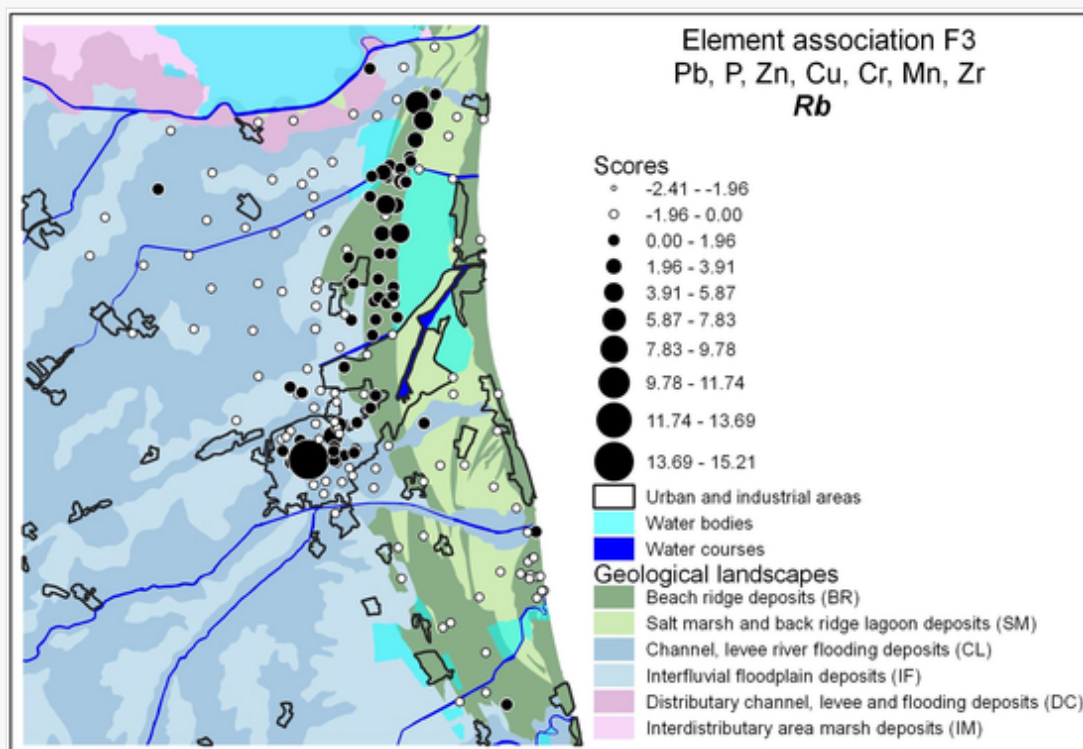 Element association F3
Pb, P, Zn, Cu, Cr, Mn, Zr
Rb
Scores
-2.41 - -1.96
-1.96 - 0.00
0.00 - 1.96
1.96 - 3.91
3.91 - 5.87
5.87 - 7.83
7.83 - 9.78
9.78 - 11.74
11.74 - 13.69
13.69 - 15.21
Urban and industrial areas
Water bodies
Water courses
Geological landscapes
Beach ridge deposits (BR)
Salt marsh and back ridge lagoon deposits (SM)
Channel, levee river flooding deposits (CL)
Interfluvial floodplain deposits (IF)
Distributary channel, levee and flooding deposits (DC)
Interdistributary area marsh deposits (IM)